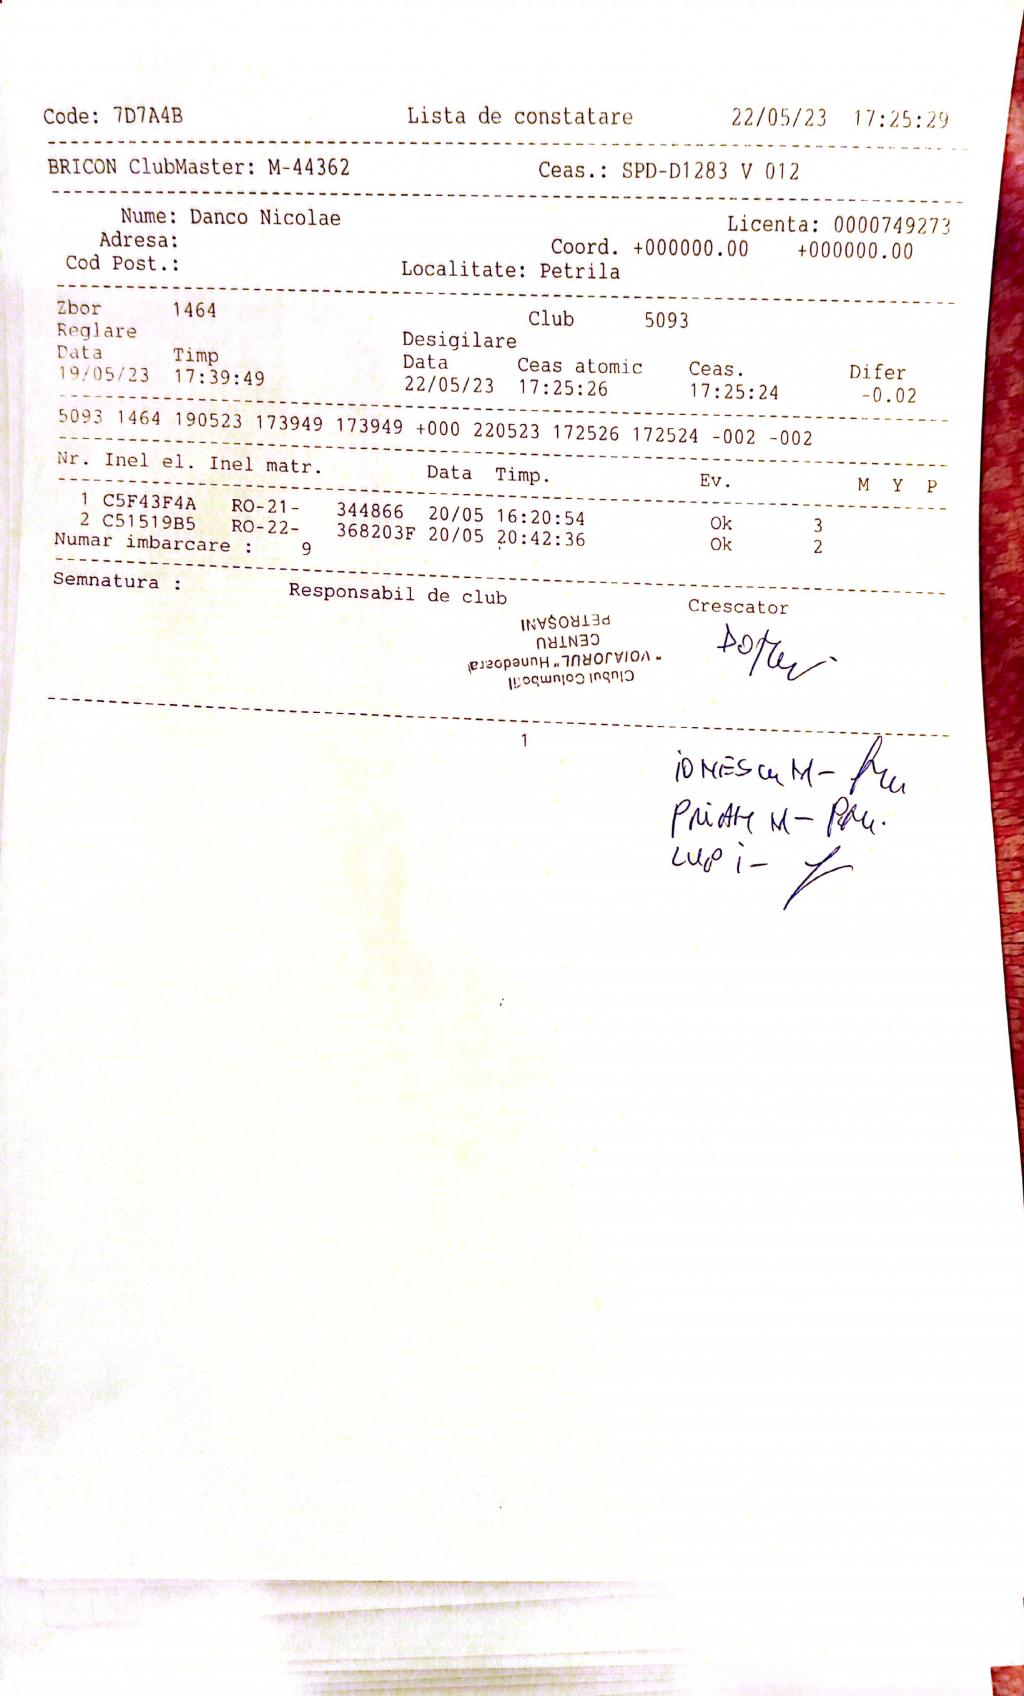 Code: 7D7A4B Lista de constatare 22/05/23 17:25:29
BRICON ClubMaster: M-44362 Ceas.: SPD-D1283 V 012
Nume: Danco Nicolae Licenta: 0000749273
Adresa: Coord. +000000.00 +000000.00
Cod Post.: Localitate: Petrila
Zbor 1464 Club 5093
Reglare Desigilare
Data Timp Data Ceas atomic Ceas. Difer
19/05/23 17:39:49 22/05/23 17:25:26 17:25:24 -0.02
5093 1464 190523 173949 173949 +000 220523 172526 172524 -002 -002
Nr. Inel el. Inel matr. Data Timp. Ev. M Y P
1 C5F43F4A RO-21- 344866 20/05 16:20:54 Ok 3
2 C51519B5 RO-22- 368203F 20/05 20:42:36 Ok 2
Numar imbarcare : 9
Semnatura : Responsabil de club Crescator
Clubul Columbofil
"VOIAJORUL" Hunedoara
CENTRU
PETROȘANI
1
IONESCU M-
M-
LUP I-